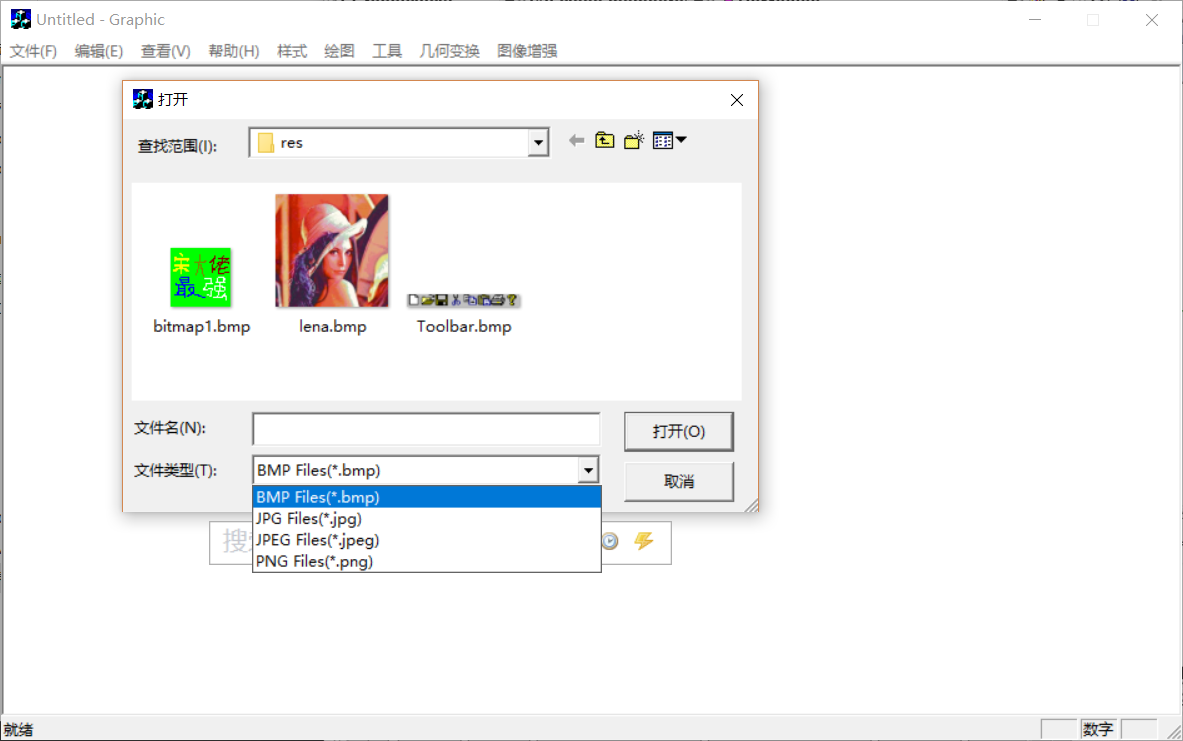 Untitled - Graphic
文件(F) 编辑(E) 查看(V) 帮助(H) 样式 绘图 工具 几何变换 图像增强
打开
查找范围(I): res
宋大佬
最强
bitmap1.bmp lena.bmp Toolbar.bmp
文件名(N): 打开(O)
文件类型(T): BMP Files(*.bmp) 取消
BMP Files(*.bmp)
JPG Files(*.jpg)
搜
JPEG Files(*.jpeg)
PNG Files(*.png)
就绪 数字